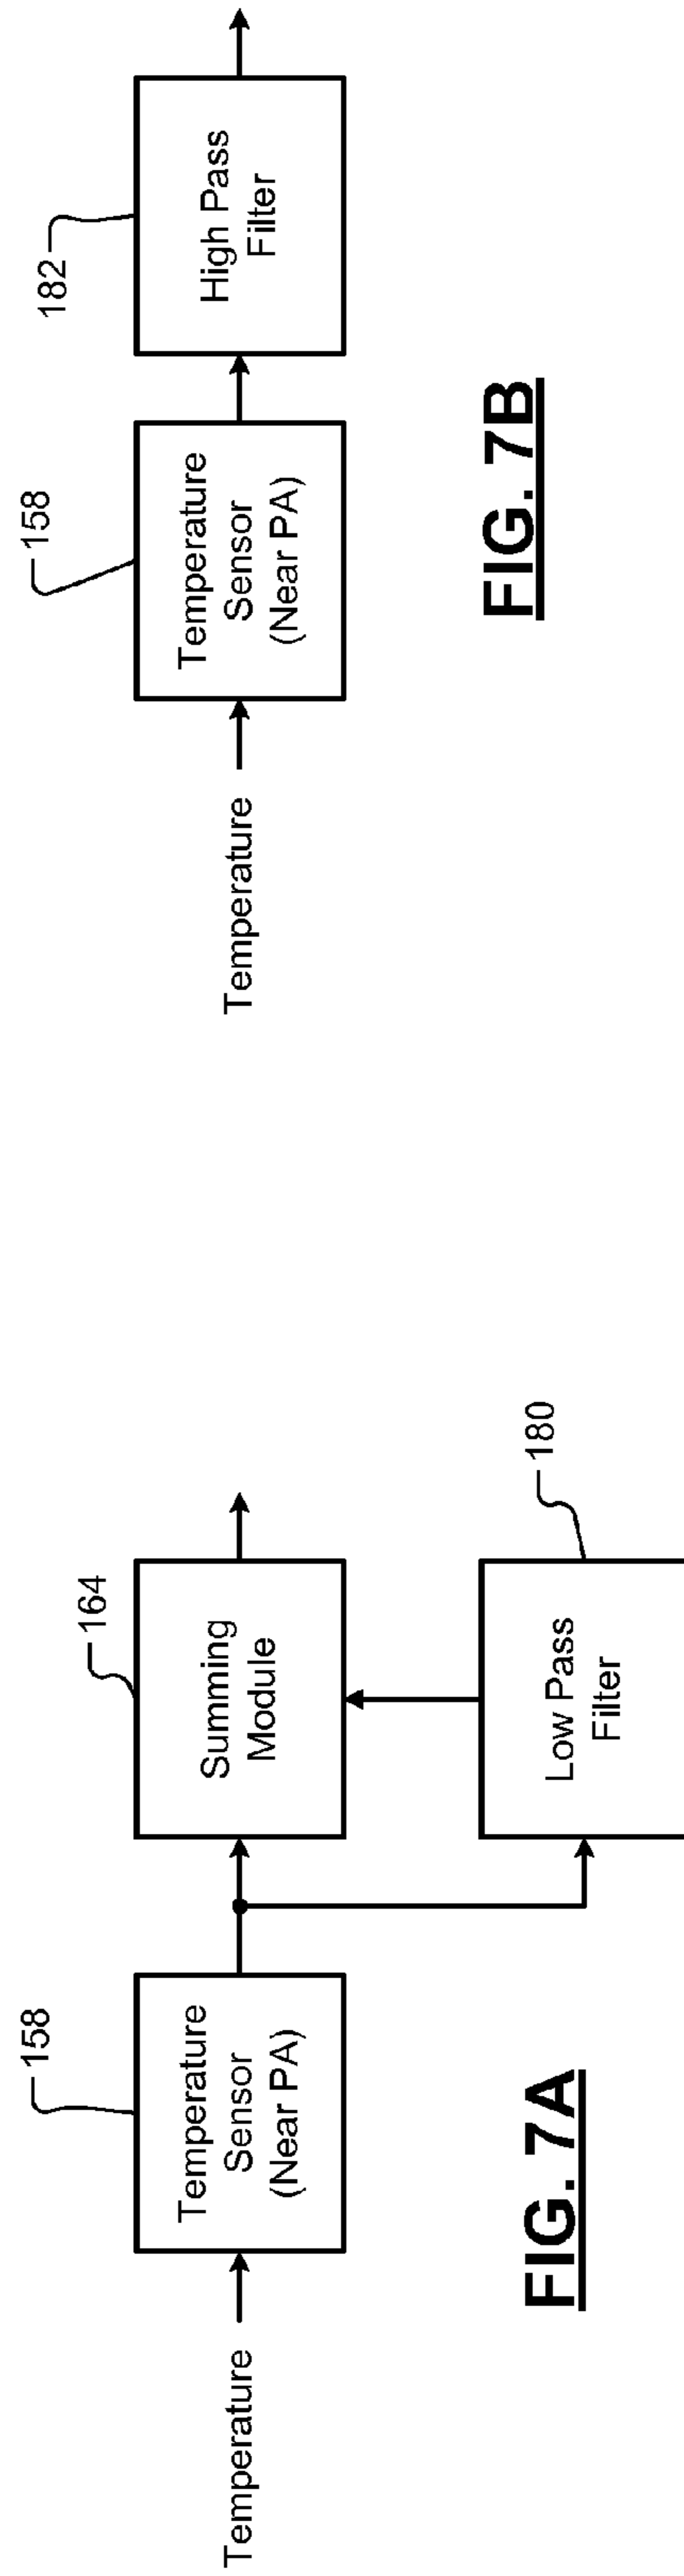 Temperature
158
Temperature
Sensor
(Near PA)
164
Summing
Module
Low Pass
Filter
180
FIG. 7A
Temperature
158
Temperature
Sensor
(Near PA)
182
High Pass
Filter
FIG. 7B